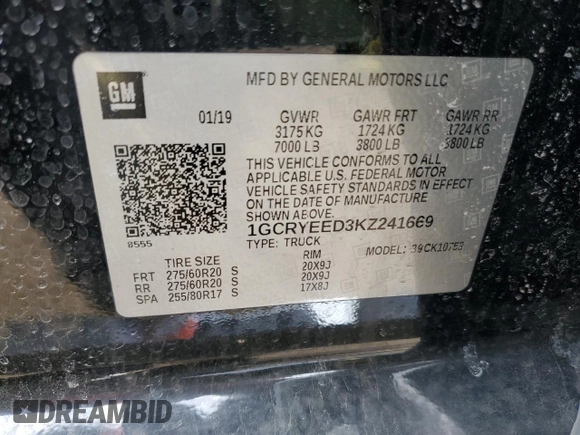 GM
MFD BY GENERAL MOTORS LLC
01/19 GVWR GAWR FRT GAWR RR
3175 KG 1724 KG 1724 KG
7000 LB 3800 LB 3800 LB
THIS VEHICLE CONFORMS TO ALL
APPLICABLE U.S. FEDERAL MOTOR
VEHICLE SAFETY STANDARDS IN EFFECT
ON THE DATE OF MANUFACTURE
SHOWN ABOVE.
1GCRYEED3KZ241669
TYPE: TRUCK
MODEL: 39CK10753
8555
TIRE SIZE RIM
FRT 275/60R20 S 20X9J
RR 275/60R20 S 20X9J
SPA 255/80R17 S 17X8J
DREAMBID